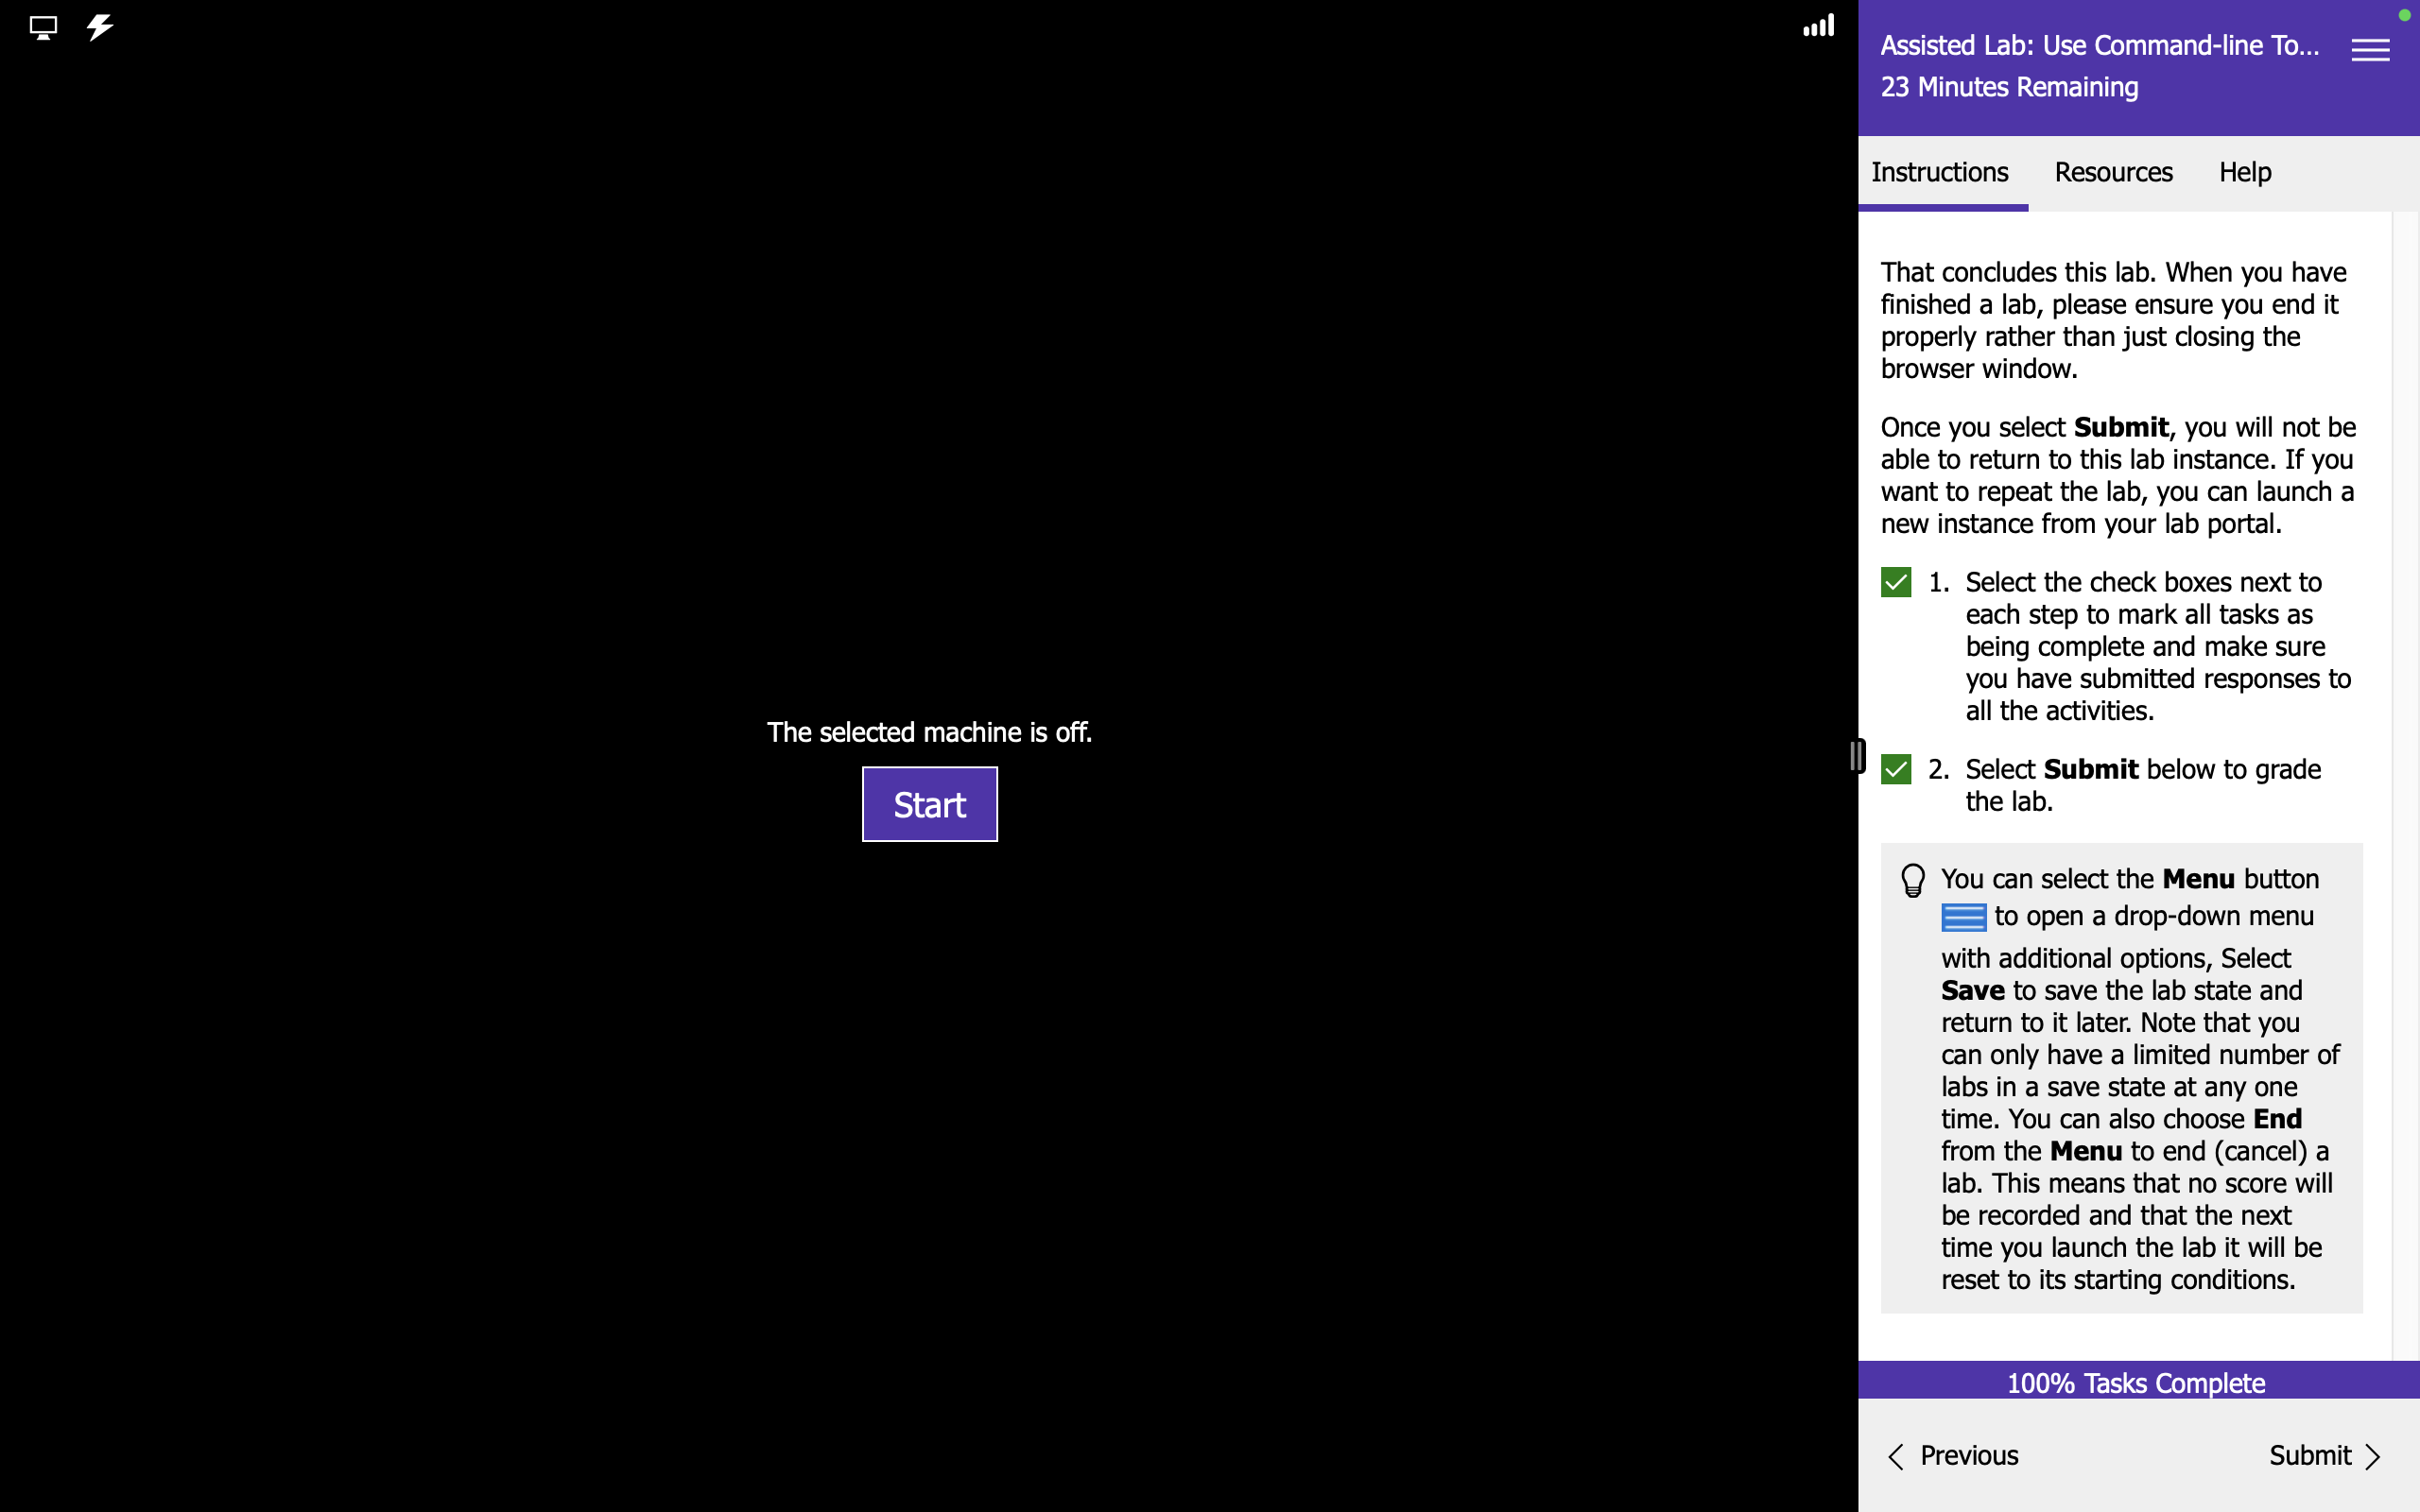 Assisted Lab: Use Command-line To...
23 Minutes Remaining
Instructions Resources Help
That concludes this lab. When you have
finished a lab, please ensure you end it
properly rather than just closing the
browser window.
Once you select Submit, you will not be
able to return to this lab instance. If you
want to repeat the lab, you can launch a
new instance from your lab portal.
1. Select the check boxes next to
each step to mark all tasks as
being complete and make sure
you have submitted responses to
all the activities.
2. Select Submit below to grade
the lab.
You can select the Menu button
to open a drop-down menu
with additional options, Select
Save to save the lab state and
return to it later. Note that you
can only have a limited number of
labs in a save state at any one
time. You can also choose End
from the Menu to end (cancel) a
lab. This means that no score will
be recorded and that the next
time you launch the lab it will be
reset to its starting conditions.
100% Tasks Complete
Previous Submit
The selected machine is off.
Start